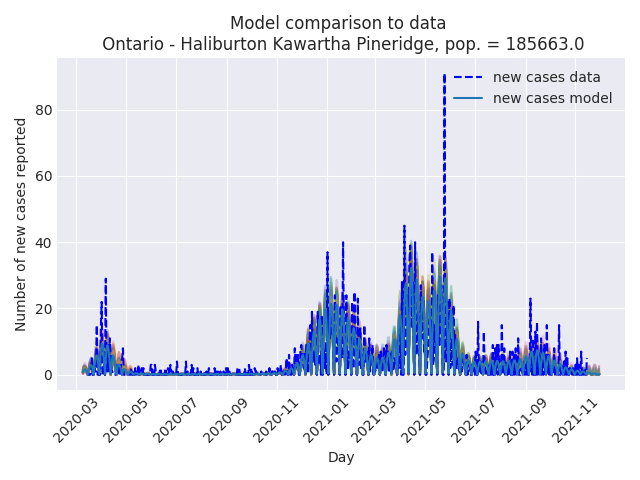 Model comparison to data
Ontario - Haliburton Kawartha Pineridge, pop. = 185663.0
new cases data
new cases model
Number of new cases reported
80
60
40
20
0
2020-03
2020-05
2020-07
2020-09
2020-11
2021-01
2021-03
2021-05
2021-07
2021-09
2021-11
Day